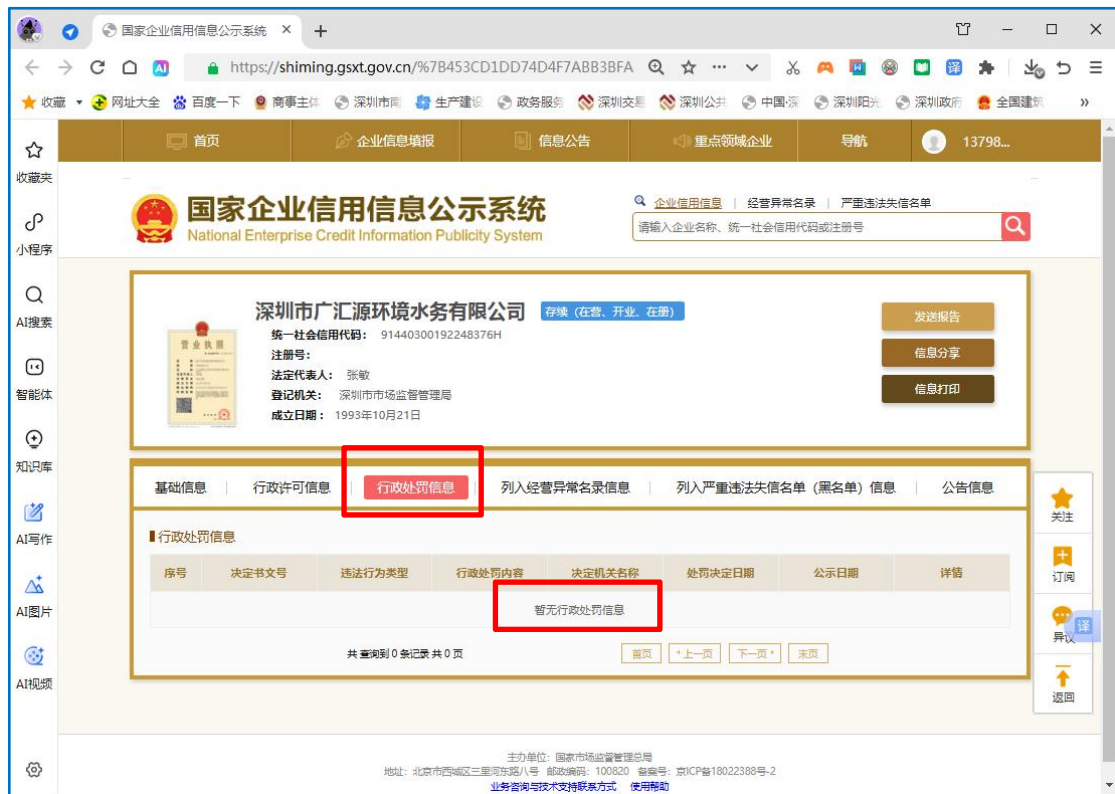 国家企业信用信息公示系统
https://shiming.gsxt.gov.cn/%7B453CD1DD74D4F7ABB3BFA
收藏 网址大全 百度一下 商事主体 深圳市商 生产建设 政务服务 深圳交易 深圳公共 中国·深 深圳阳光 深圳政府 全国建筑
收藏夹
小程序
AI搜索
智能体
知识库
AI写作
AI图片
AI视频
首页 企业信息填报 信息公告 重点领域企业 导航 13798...
国家企业信用信息公示系统
National Enterprise Credit Information Publicity System
企业信用信息 | 经营异常名录 | 严重违法失信名单
请输入企业名称、统一社会信用代码或注册号
深圳市广汇源环境水务有限公司 存续（在营、开业、在册）
统一社会信用代码： 91440300192248376H
注册号：
法定代表人： 张敏
登记机关： 深圳市市场监督管理局
成立日期： 1993年10月21日
营业执照
发送报告
信息分享
信息打印
基础信息 | 行政许可信息 | 行政处罚信息 | 列入经营异常名录信息 | 列入严重违法失信名单（黑名单）信息 | 公告信息
行政处罚信息
序号 决定书文号 违法行为类型 行政处罚内容 决定机关名称 处罚决定日期 公示日期 详情
暂无行政处罚信息
共 查询到 0 条记录 共 0 页 首页 上一页 下一页 末页
关注
订阅
异议
译
返回
主办单位：国家市场监督管理总局
地址：北京市西城区三里河东路八号 邮政编码：100820 备案号：京ICP备18022388号-2
业务咨询与技术支持联系方式 使用帮助